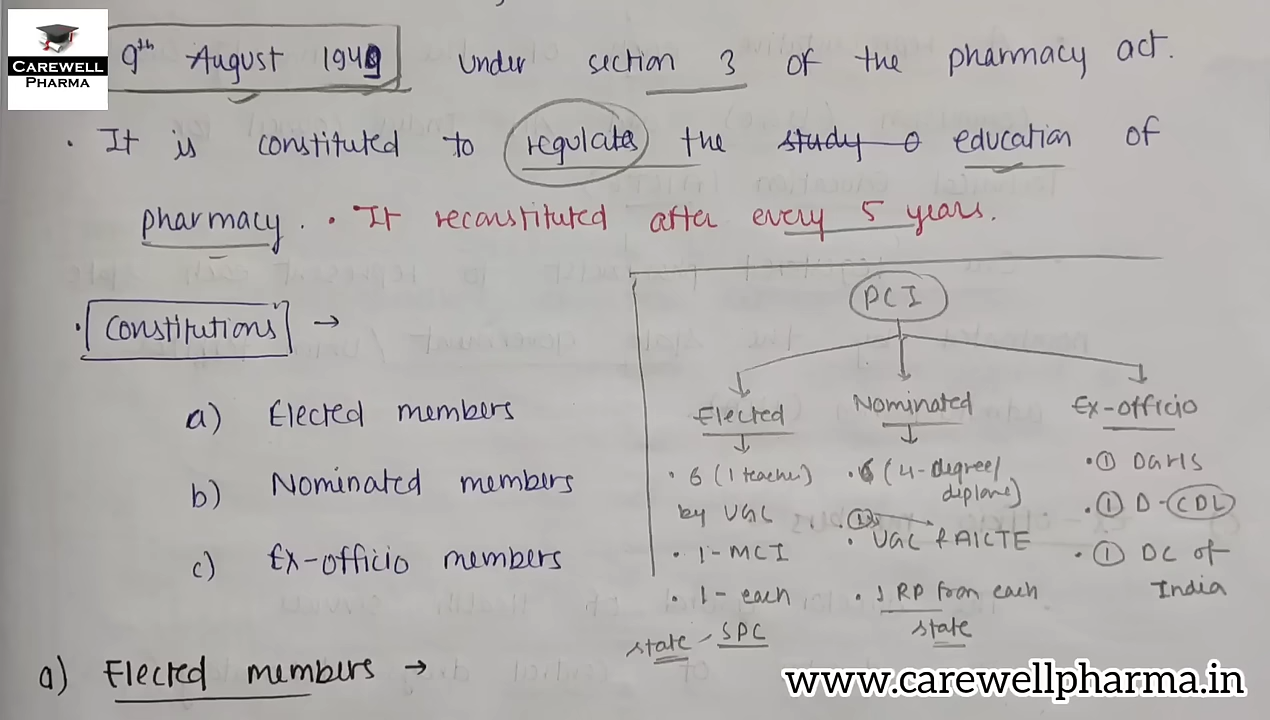 CAREWELL
PHARMA
9th August 1949 Under section 3 of the pharmacy act.
· It is constituted to regulates the study o education of
pharmacy. · It reconstituted after every 5 years.
PCI
· Constitutions →
Elected
Nominated
Ex-officio
a) Elected members
b) Nominated members
c) Ex-officio members
· 6 (1 teacher)
by UGC
· 1-MCI
· 1- each
state - SPC
· 6 (4-degree/
diplone)
· UGC & AICTE
· 1 RP from each
state
· ① DGHS
· ① D-CDL
· ① DC of
India
a) Elected members →
www.carewellpharma.in